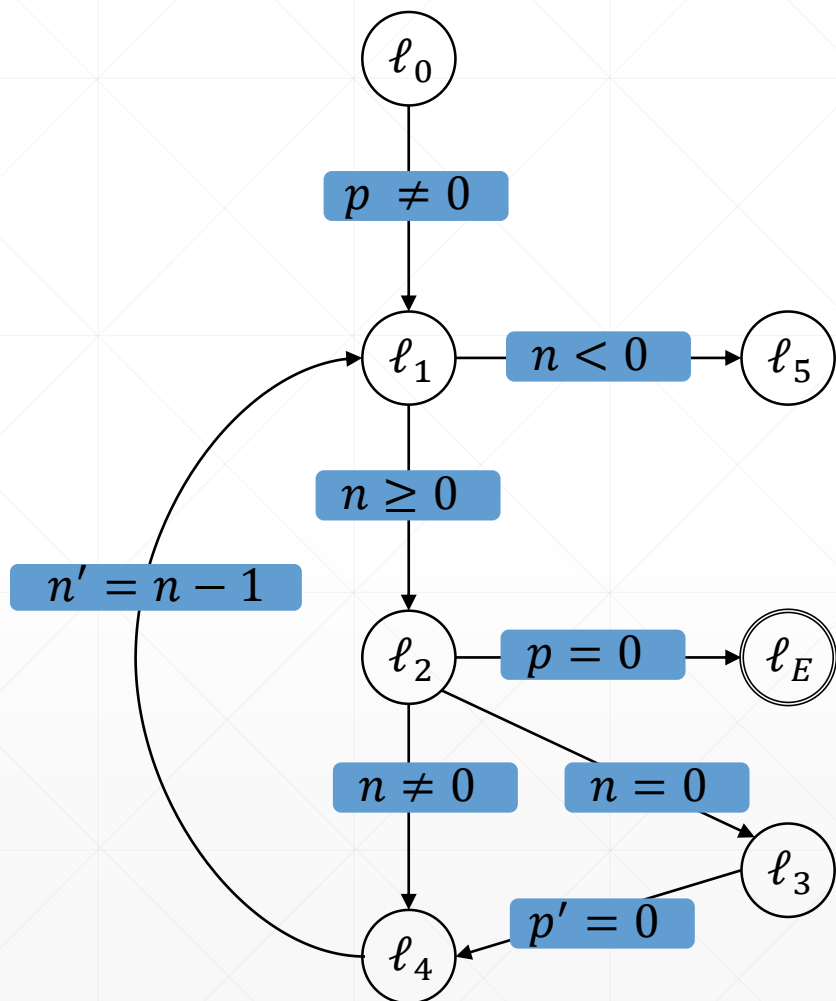 ℓ0
p ≠ 0
ℓ1
n < 0
ℓ5
n ≥ 0
n′ = n − 1
ℓ2
p = 0
ℓE
n ≠ 0
n = 0
ℓ3
p′ = 0
ℓ4